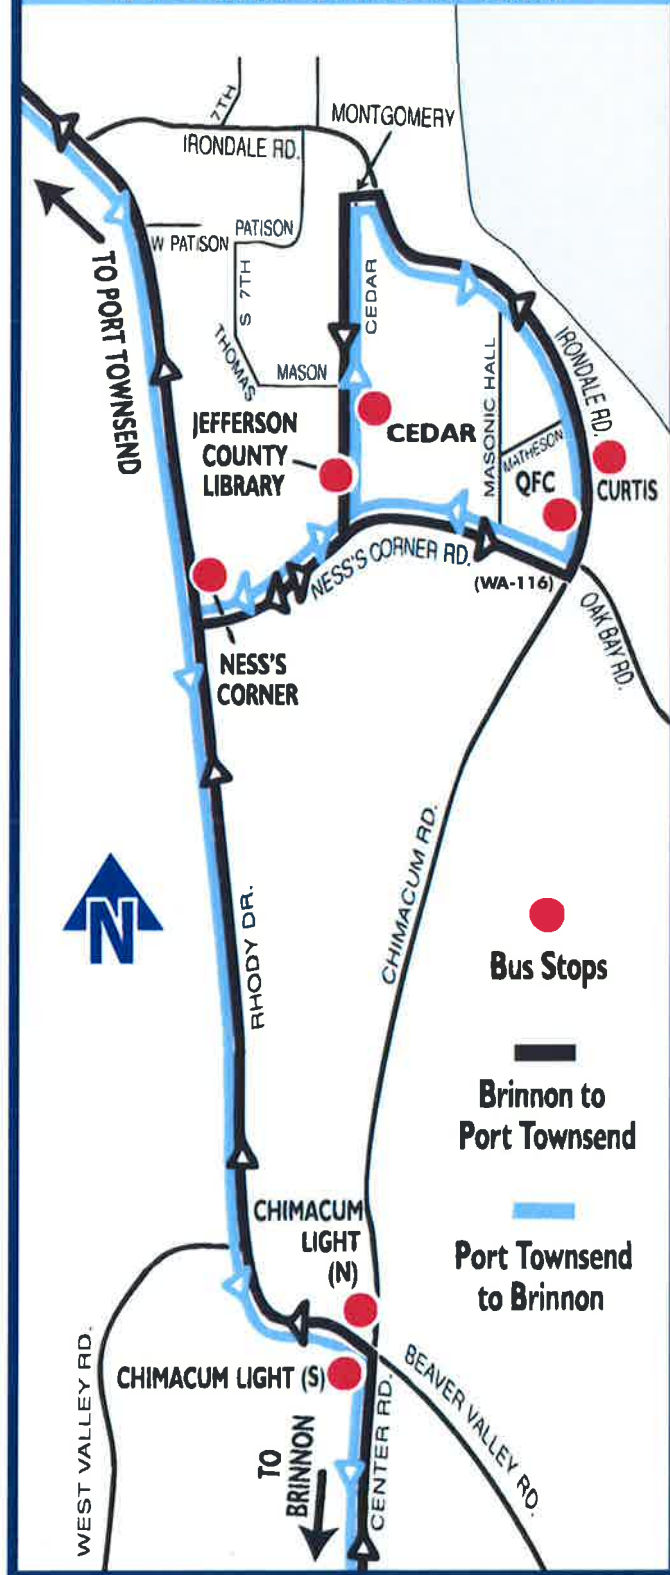 7TH
MONTGOMERY
IRONDALE RD.
PATISON
W PATISON
TO PORT TOWNSEND
S 7TH
CEDAR
THOMAS
MASON
MASONIC HALL
IRONDALE RD.
JEFFERSON
COUNTY
LIBRARY
CEDAR
MATHESON
QFC
CURTIS
NESS'S CORNER RD.
(WA-116)
OAK BAY RD.
NESS'S
CORNER
CHIMACUM RD.
N
RHODY DR.
Bus Stops
Brinnon to
Port Townsend
CHIMACUM
LIGHT
(N)
Port Townsend
to Brinnon
WEST VALLEY RD.
CHIMACUM LIGHT (S)
BEAVER VALLEY RD.
TO
BRINNON
CENTER RD.